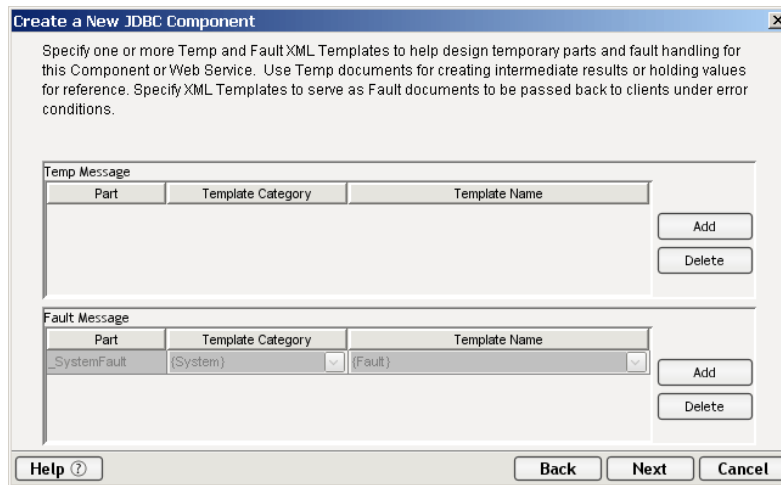 Create a New JDBC Component
Specify one or more Temp and Fault XML Templates to help design temporary parts and fault handling for
this Component or Web Service. Use Temp documents for creating intermediate results or holding values
for reference. Specify XML Templates to serve as Fault documents to be passed back to clients under error
conditions.
Temp Message
Part Template Category Template Name
Add
Delete
Fault Message
Part Template Category Template Name
_SystemFault {System} {Fault}
Add
Delete
Help ? Back Next Cancel